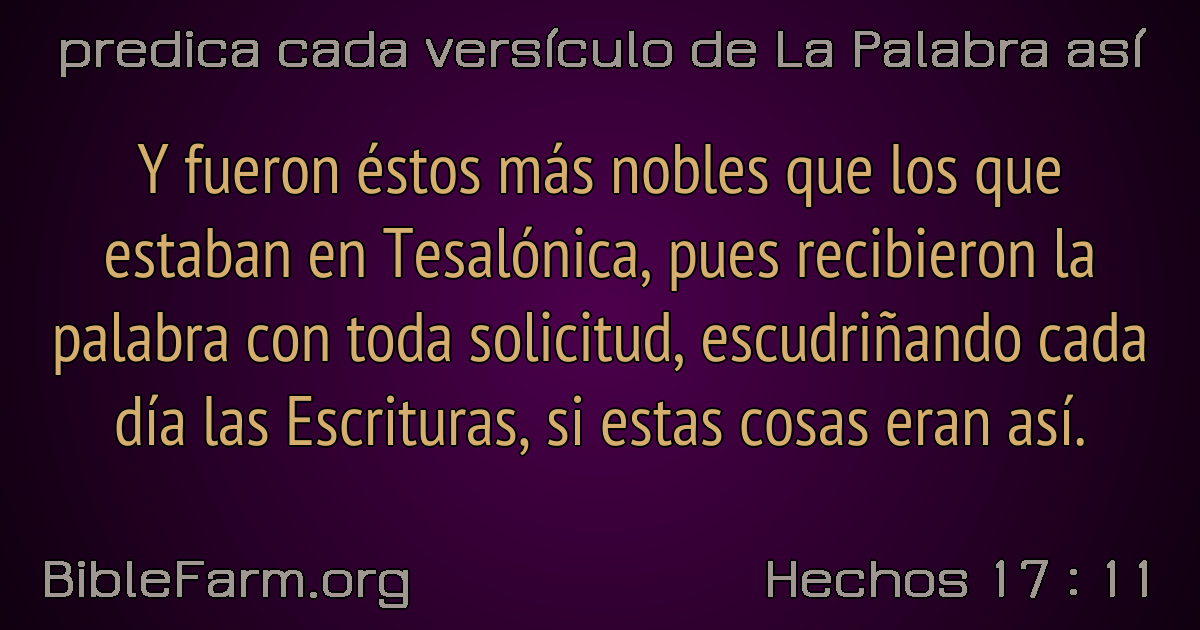 predica cada versículo de La Palabra así
Y fueron éstos más nobles que los que
estaban en Tesalónica, pues recibieron la
palabra con toda solicitud, escudriñando cada
día las Escrituras, si estas cosas eran así.
BibleFarm.org
Hechos 17 : 11